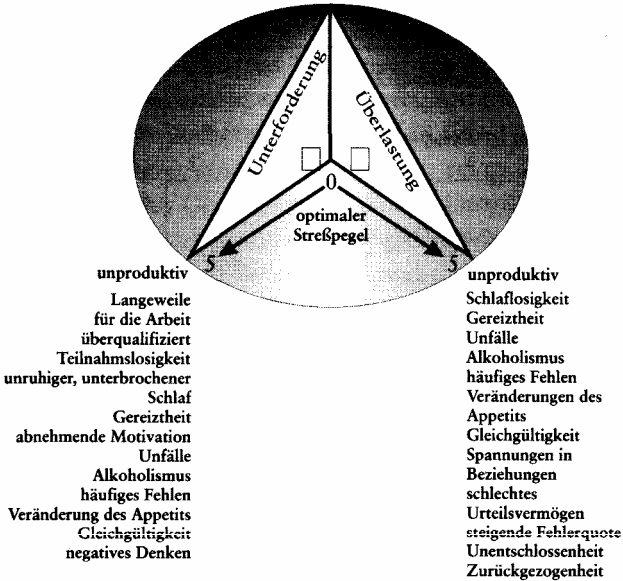 Unterforderung
Überlastung
0
optimaler
Streßpegel
5
5
unproduktiv
Langeweile
für die Arbeit
überqualifiziert
Teilnahmslosigkeit
unruhiger, unterbrochener
Schlaf
Gereiztheit
abnehmende Motivation
Unfälle
Alkoholismus
häufiges Fehlen
Veränderung des Appetits
Gleichgültigkeit
negatives Denken
unproduktiv
Schlaflosigkeit
Gereiztheit
Unfälle
Alkoholismus
häufiges Fehlen
Veränderungen des
Appetits
Gleichgültigkeit
Spannungen in
Beziehungen
schlechtes
Urteilsvermögen
steigende Fehlerquote
Unentschlossenheit
Zurückgezogenheit